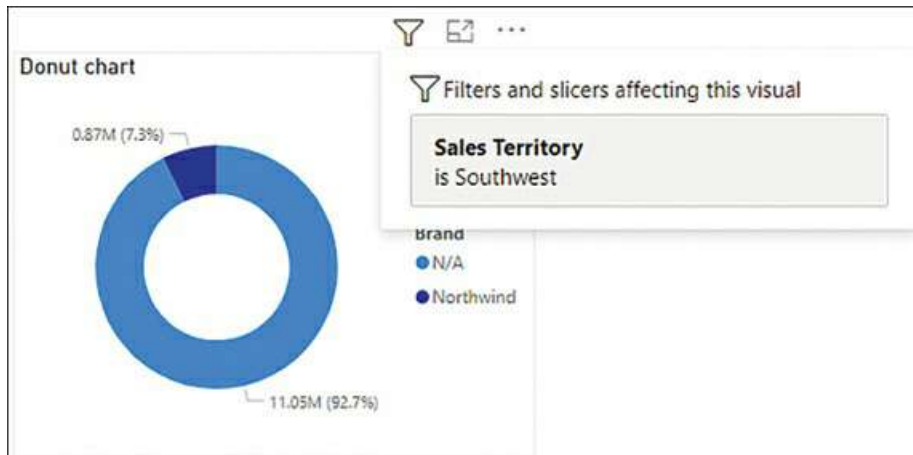 Donut chart
Filters and slicers affecting this visual
Sales Territory
is Southwest
0.87M (7.3%)
Brand
N/A
Northwind
11.05M (92.7%)